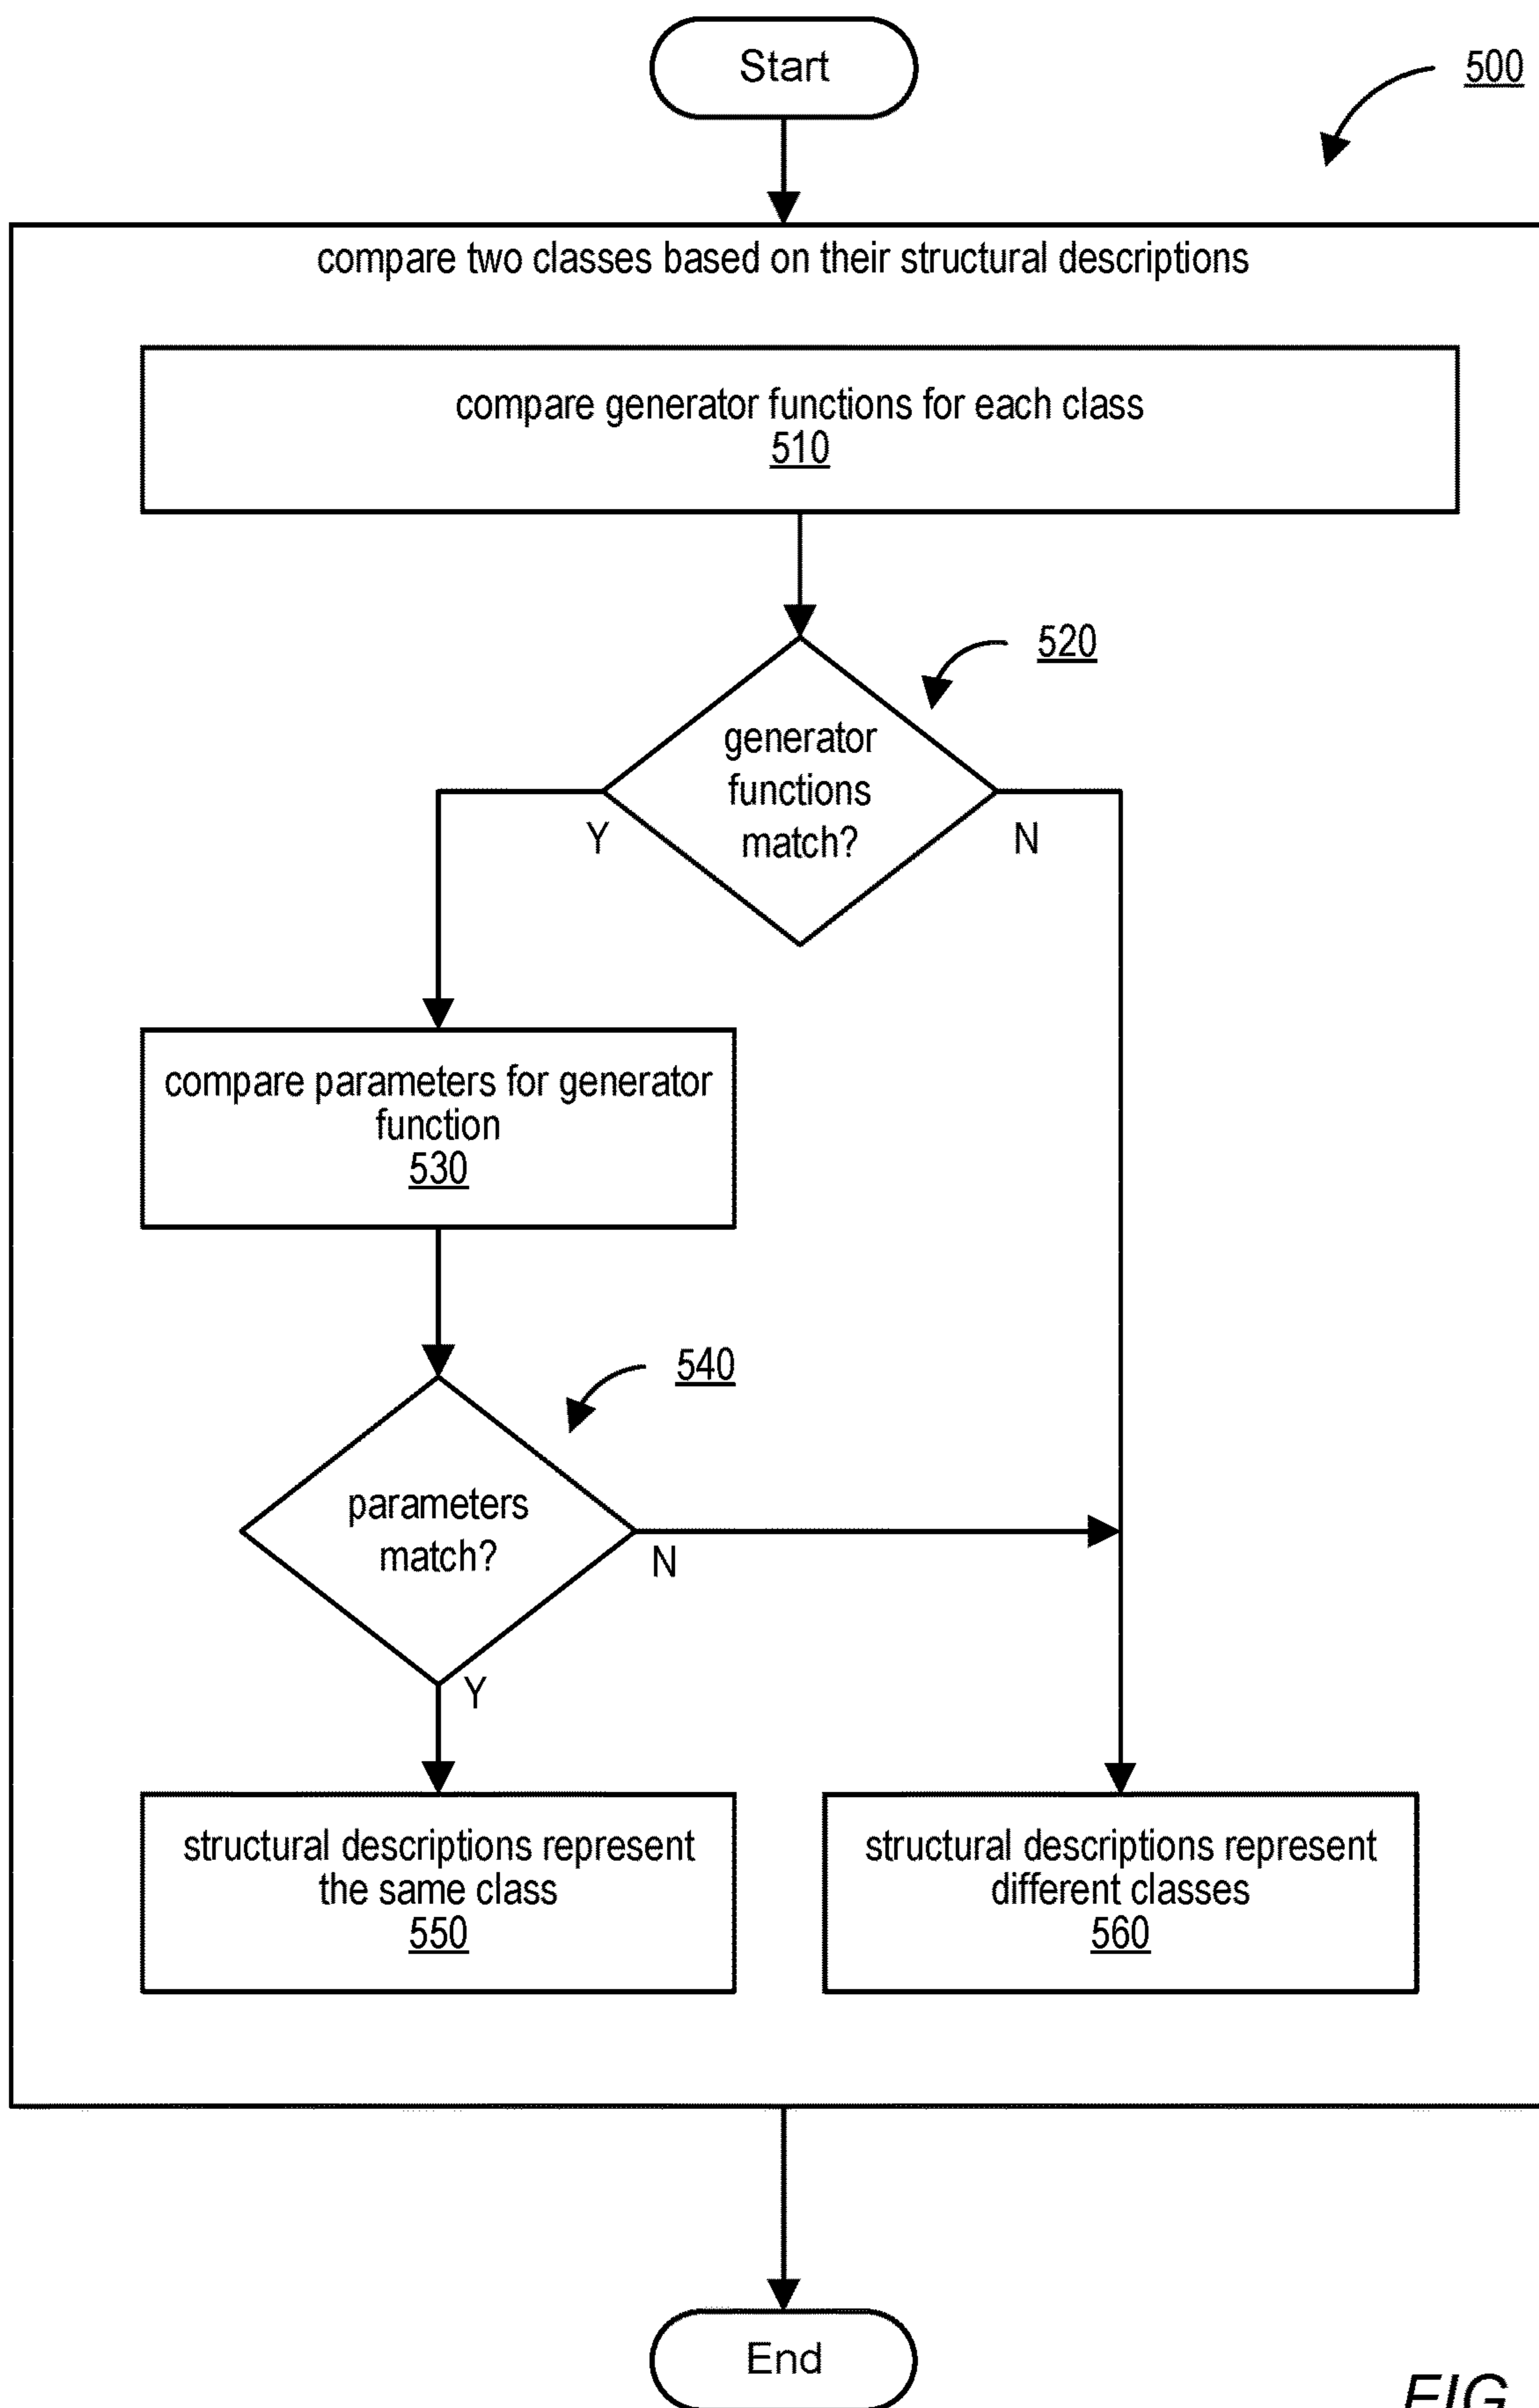 Start
500
compare two classes based on their structural descriptions
compare generator functions for each class
510
520
generator
functions
match?
Y
N
compare parameters for generator
function
530
540
parameters
match?
N
Y
structural descriptions represent
the same class
550
structural descriptions represent
different classes
560
End
FIG